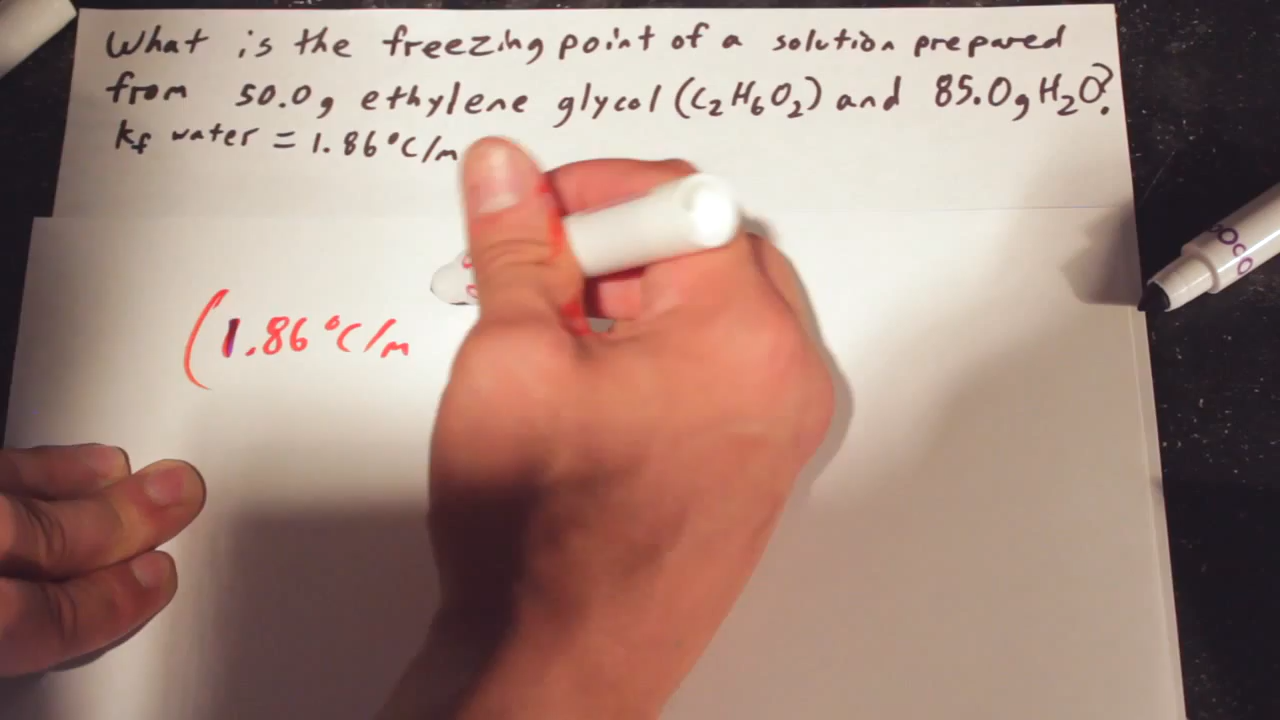 What is the freezing point of a solution prepared
from 50.0g ethylene glycol (C₂H₆O₂) and 85.0g H₂O?
kf water = 1.86°C/m
(1.86°C/m